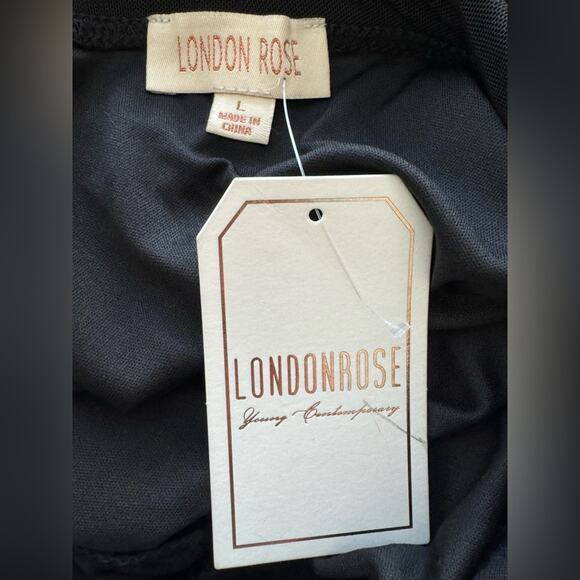 LONDON ROSE
L
MADE IN
CHINA
LONDONROSE
Young Contemporary